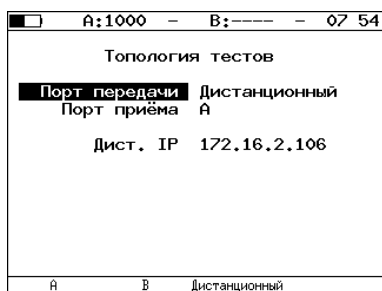 A:1000 – B:---- – 07 54
Топология тестов
Порт передачи Дистанционный
Порт приёма A
Дист. IP 172.16.2.106
A B Дистанционный